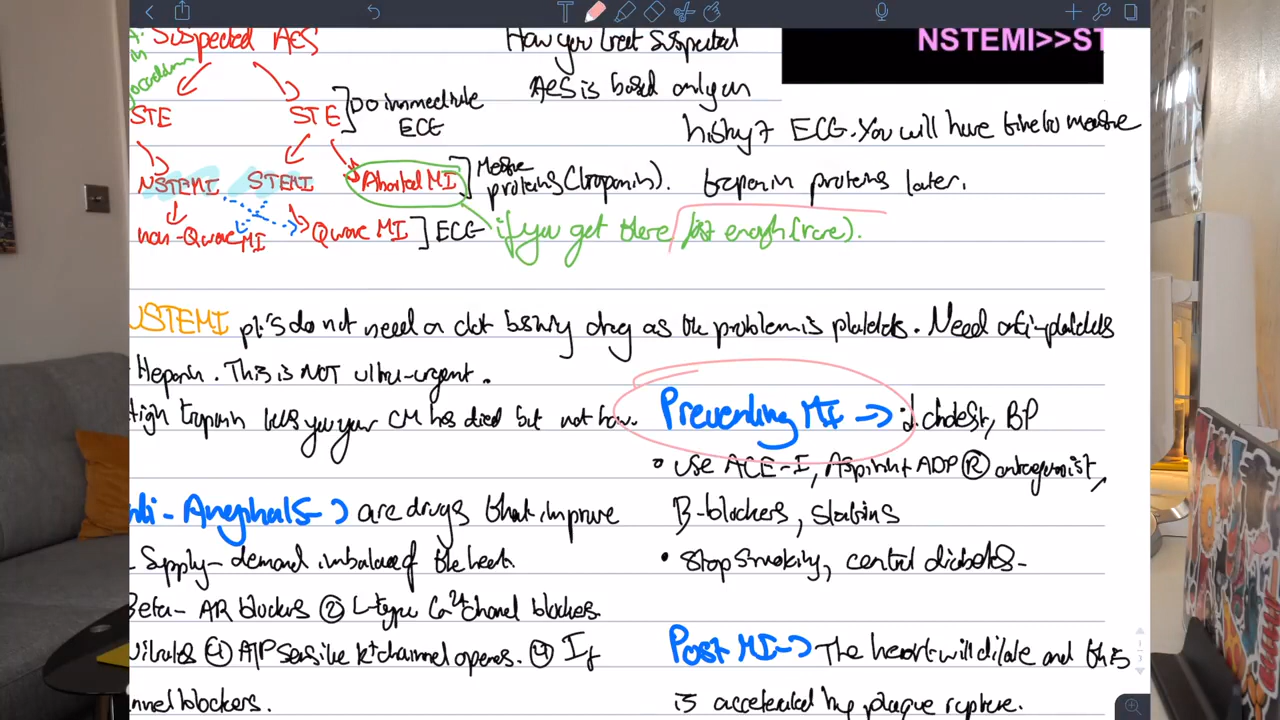 Suspected AES
How you treat suspected
NSTEMI>>ST
AES is based only on
STE
STE
Do immediate
ECG
history + ECG. You will have time to measure
NSTEMI
STEMI
Aborted MI
Measure
proteins (troponin).
troponin proteins later.
non-Q wave MI
Q wave MI
ECG
if you get there fast enough (rare).
NSTEMI pt's do not need a clot busting drug as the problem is platelets. Need anti-platelets
+ Heparin. This is NOT ultra-urgent.
High troponin tells you your CM has died but not how.
Preventing MI → ↓ cholest, BP
• use ACE-I, Aspirin + ADP Ⓡ antagonist,
B-blockers, statins
• Stop smoking, control diabetes-
Anti-Anginals → are drugs that improve
Supply-demand imbalance of the heart.
Beta-AR blockers ② L-type Ca2+ channel blockers
Nitrates ④ ATP sensitive K+ channel openers. ④ If
channel blockers.
Post MI → The heart will dilate and this
is accelerated by plaque rupture.